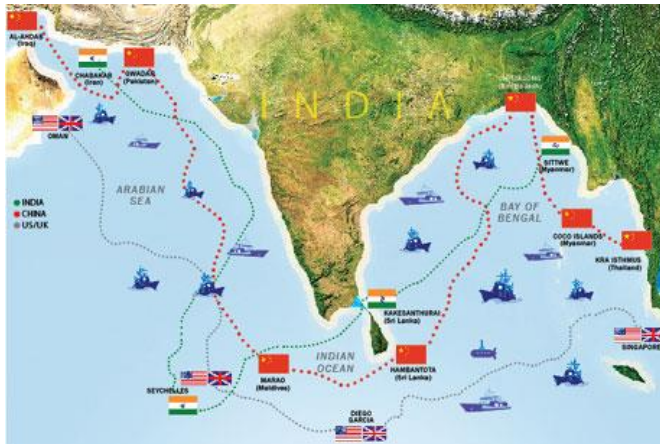 AL-AHDAB
(Iraq)
CHABAHAR
(Iran)
GWADAR
(Pakistan)
OMAN
INDIA
ARABIAN
SEA
INDIA
CHINA
US/UK
SITTWE
(Myanmar)
BAY OF
BENGAL
COCO ISLANDS
(Myanmar)
KRA ISTHMUS
(Thailand)
KAKESANTHURAI
(Sri Lanka)
SINGAPORE
INDIAN
OCEAN
HAMBANTOTA
(Sri Lanka)
MARAO
(Maldives)
SEYCHELLES
DIEGO
GARCIA